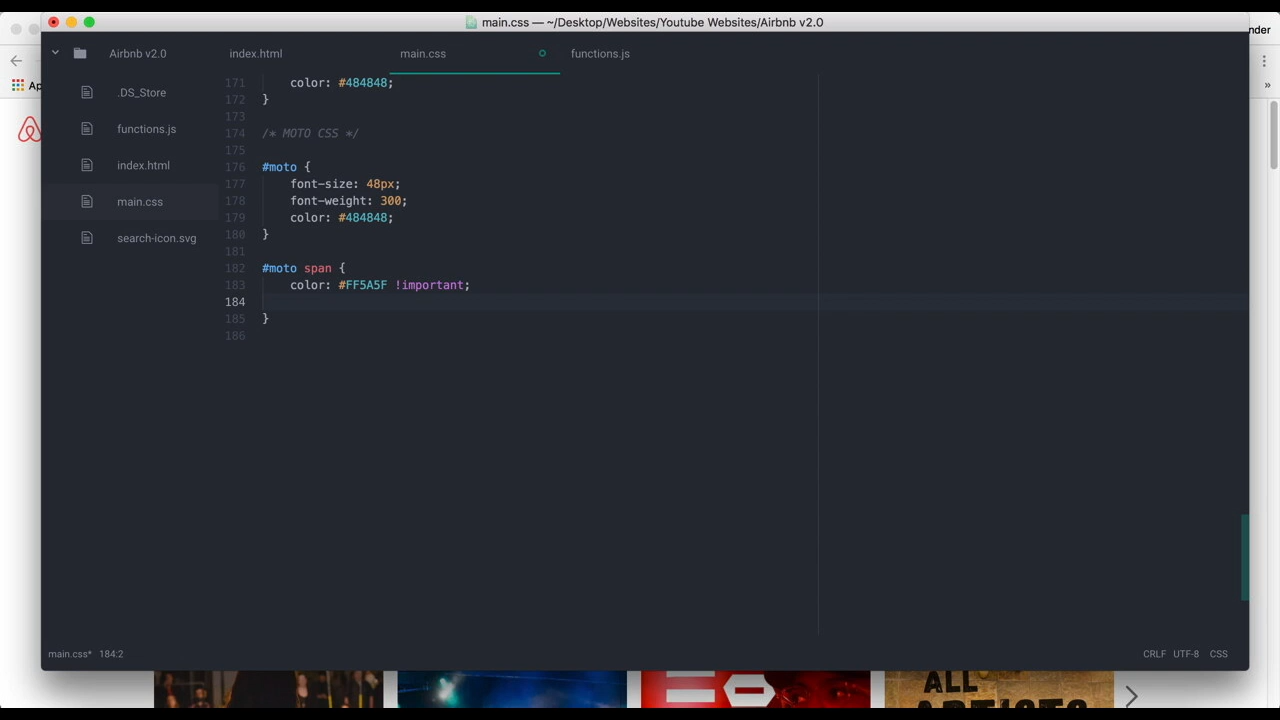 main.css — ~/Desktop/Websites/Youtube Websites/Airbnb v2.0
nder
Ap
»
Airbnb v2.0
.DS_Store
functions.js
index.html
main.css
search-icon.svg
index.html
main.css
functions.js
171 color: #484848;
172 }
173
174 /* MOTO CSS */
175
176 #moto {
177 font-size: 48px;
178 font-weight: 300;
179 color: #484848;
180 }
181
182 #moto span {
183 color: #FF5A5F !important;
184
185 }
186
main.css* 184:2
CRLF UTF-8 CSS
ALL
ARTISTS